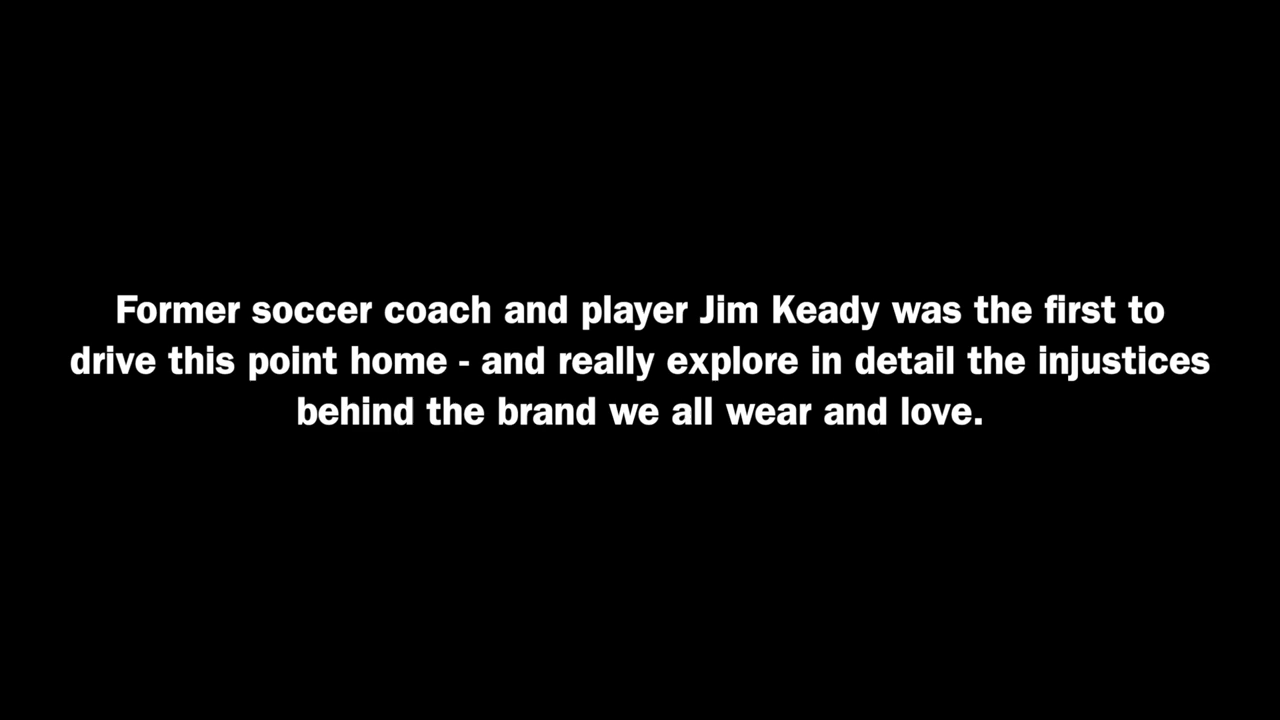 Former soccer coach and player Jim Keady was the first to
drive this point home - and really explore in detail the injustices
behind the brand we all wear and love.